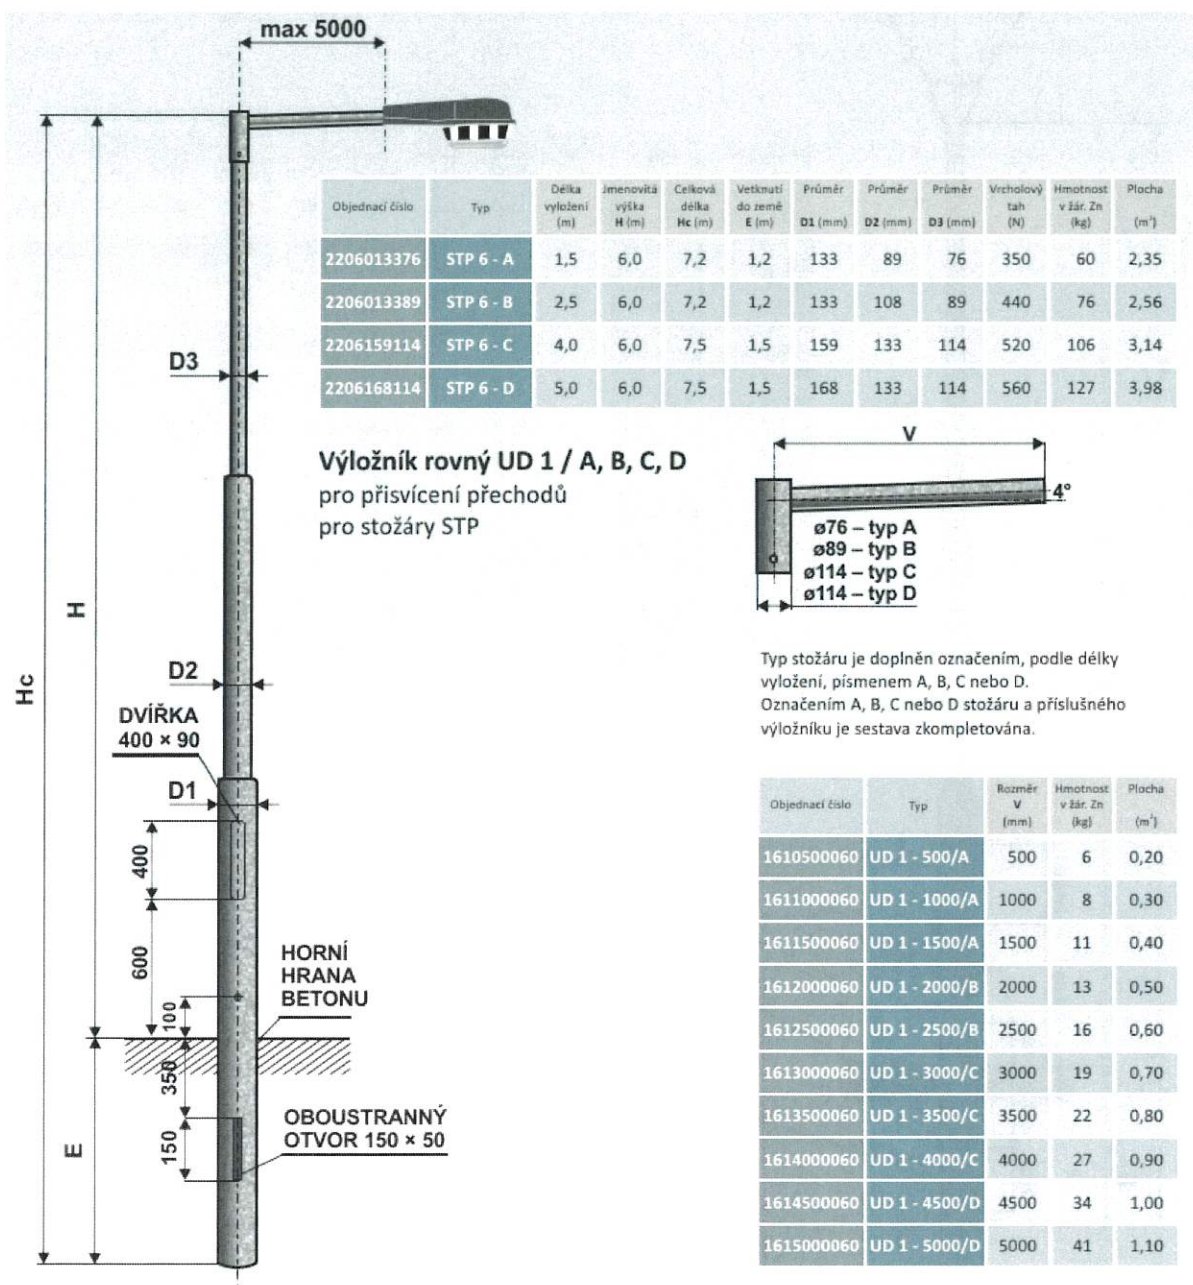 max 5000
Objednací číslo Typ Délka vyložení (m) Jmenovitá výška H (m) Celková délka Hc (m) Vetknutí do země E (m) Průměr D1 (mm) Průměr D2 (mm) Průměr D3 (mm) Vrcholový tah (N) Hmotnost v žár. Zn (kg) Plocha (m²)
2206013376 STP 6 - A 1,5 6,0 7,2 1,2 133 89 76 350 60 2,35
2206013389 STP 6 - B 2,5 6,0 7,2 1,2 133 108 89 440 76 2,56
2206159114 STP 6 - C 4,0 6,0 7,5 1,5 159 133 114 520 106 3,14
2206168114 STP 6 - D 5,0 6,0 7,5 1,5 168 133 114 560 127 3,98
D3
Výložník rovný UD 1 / A, B, C, D
pro přisvícení přechodů
pro stožáry STP
V
4°
ø76 – typ A
ø89 – typ B
ø114 – typ C
ø114 – typ D
H
Hc
D2
DVÍŘKA
400 × 90
D1
400
600
100
HORNÍ
HRANA
BETONU
350
150
E
OBOUSTRANNÝ
OTVOR 150 × 50
Typ stožáru je doplněn označením, podle délky
vyložení, písmenem A, B, C nebo D.
Označením A, B, C nebo D stožáru a příslušného
výložníku je sestava zkompletována.
Objednací číslo Typ Rozměr V (mm) Hmotnost v žár. Zn (kg) Plocha (m²)
1610500060 UD 1 - 500/A 500 6 0,20
1611000060 UD 1 - 1000/A 1000 8 0,30
1611500060 UD 1 - 1500/A 1500 11 0,40
1612000060 UD 1 - 2000/B 2000 13 0,50
1612500060 UD 1 - 2500/B 2500 16 0,60
1613000060 UD 1 - 3000/C 3000 19 0,70
1613500060 UD 1 - 3500/C 3500 22 0,80
1614000060 UD 1 - 4000/C 4000 27 0,90
1614500060 UD 1 - 4500/D 4500 34 1,00
1615000060 UD 1 - 5000/D 5000 41 1,10